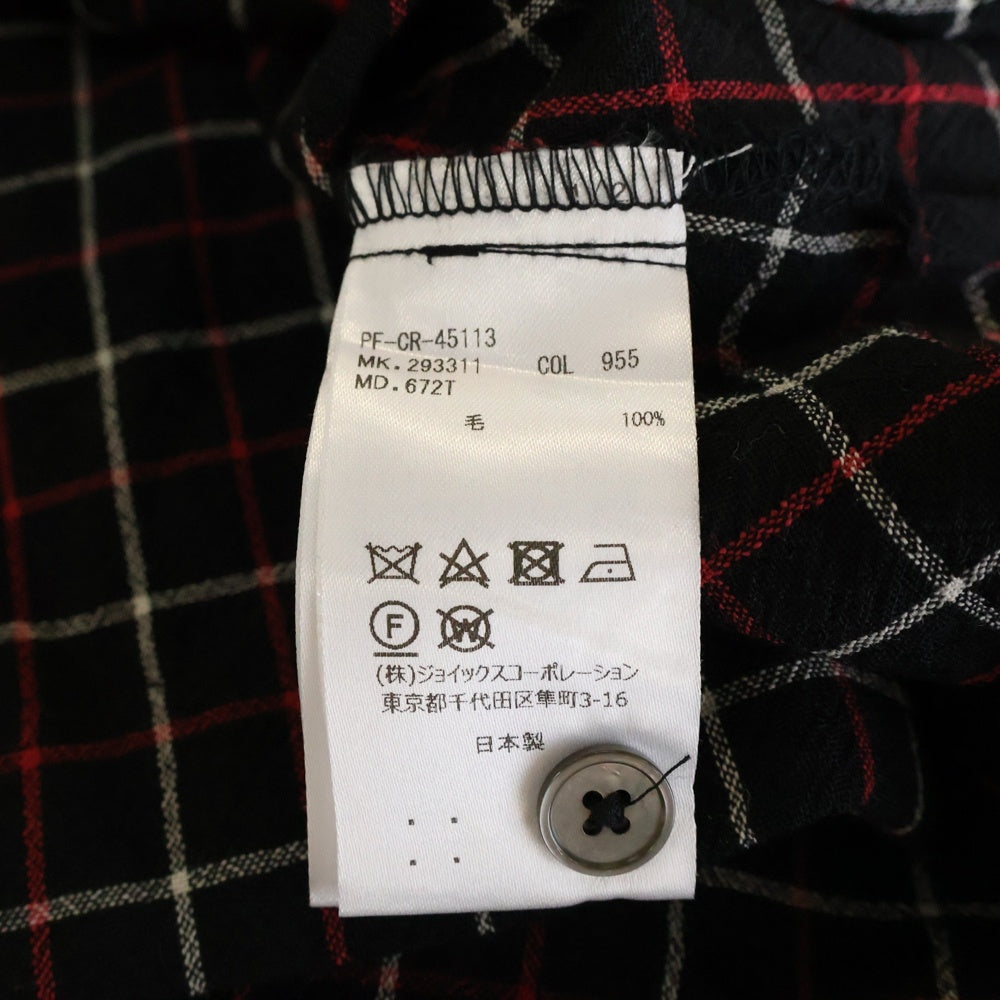 PF-CR-45113
MK.293311 COL 955
MD.672T
毛 100%
F W
(株)ジョイックスコーポレーション
東京都千代田区隼町3-16
日本製